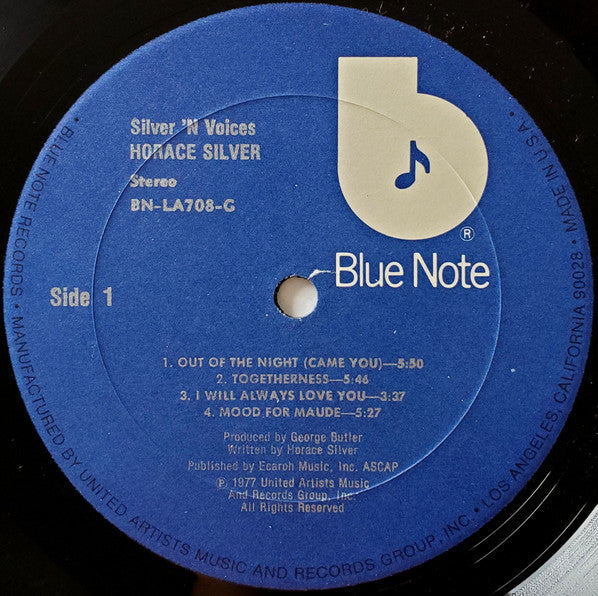 Silver 'N Voices
HORACE SILVER
Stereo
BN-LA708-G
®
Blue Note
Side 1
1. OUT OF THE NIGHT (CAME YOU)—5:50
2. TOGETHERNESS—5:46
3. I WILL ALWAYS LOVE YOU—3:37
4. MOOD FOR MAUDE—5:27
Produced by George Butler
Written by Horace Silver
Published by Ecaroh Music, Inc. ASCAP
℗ 1977 United Artists Music
And Records Group, Inc.
All Rights Reserved
• BLUE NOTE RECORDS • MANUFACTURED BY UNITED ARTISTS MUSIC AND RECORDS GROUP, INC. • LOS ANGELES, CALIFORNIA 90028 • MADE IN U.S.A. •